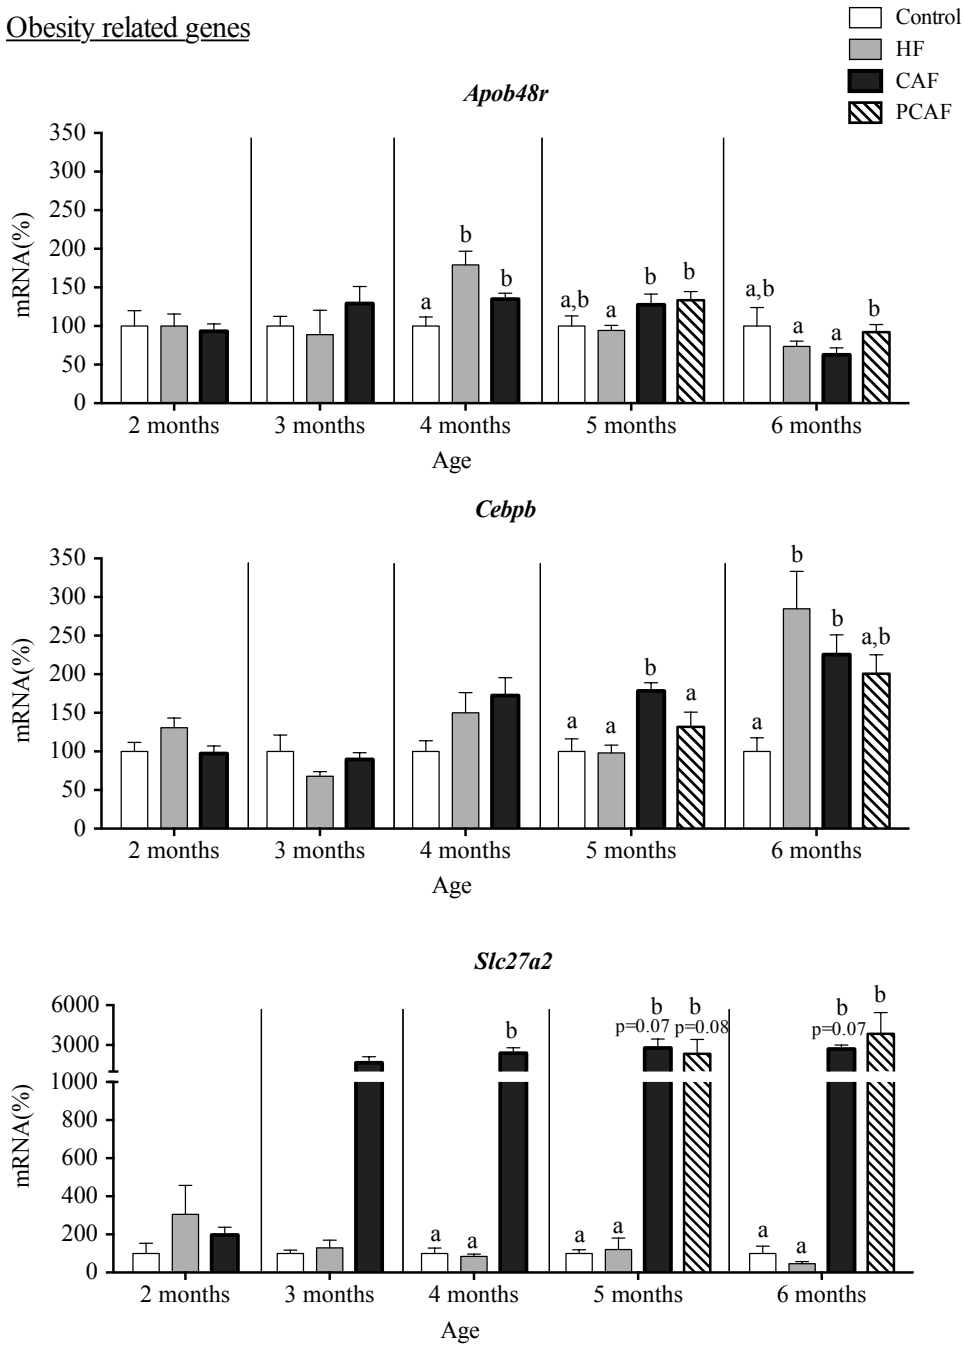 Obesity related genes
Control
HF
CAF
PCAF
Apob48r
350
300
250
200
150
100
50
0
mRNA(%)
a b b
a,b a b b
a,b a a b
2 months 3 months 4 months 5 months 6 months
Age
Cebpb
350
300
250
200
150
100
50
0
mRNA(%)
a a b a
a b b a,b
2 months 3 months 4 months 5 months 6 months
Age
Slc27a2
6000
3000
1000
800
600
400
200
0
mRNA(%)
a a b
a a b b
p=0.07 p=0.08
a a b b
p=0.07
2 months 3 months 4 months 5 months 6 months
Age